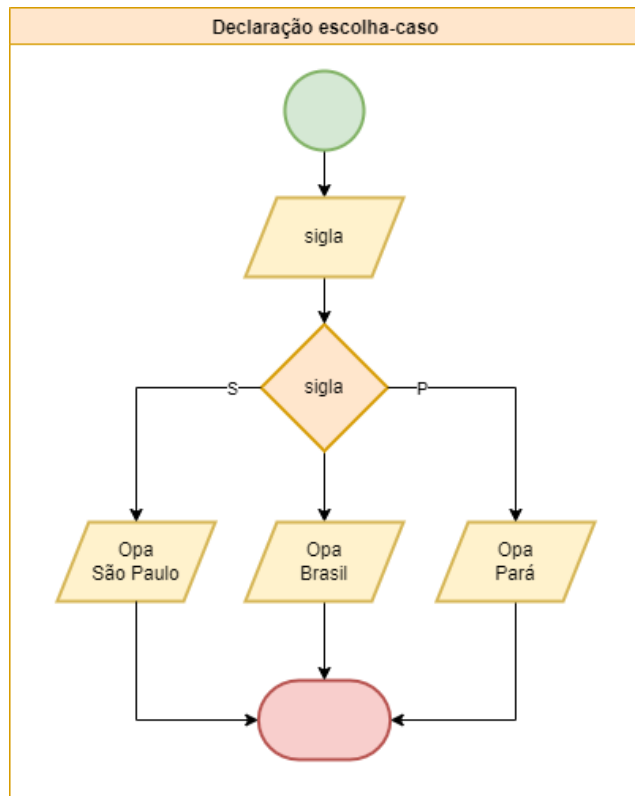 Declaração escolha-caso
sigla
sigla
S
P
Opa
São Paulo
Opa
Brasil
Opa
Pará